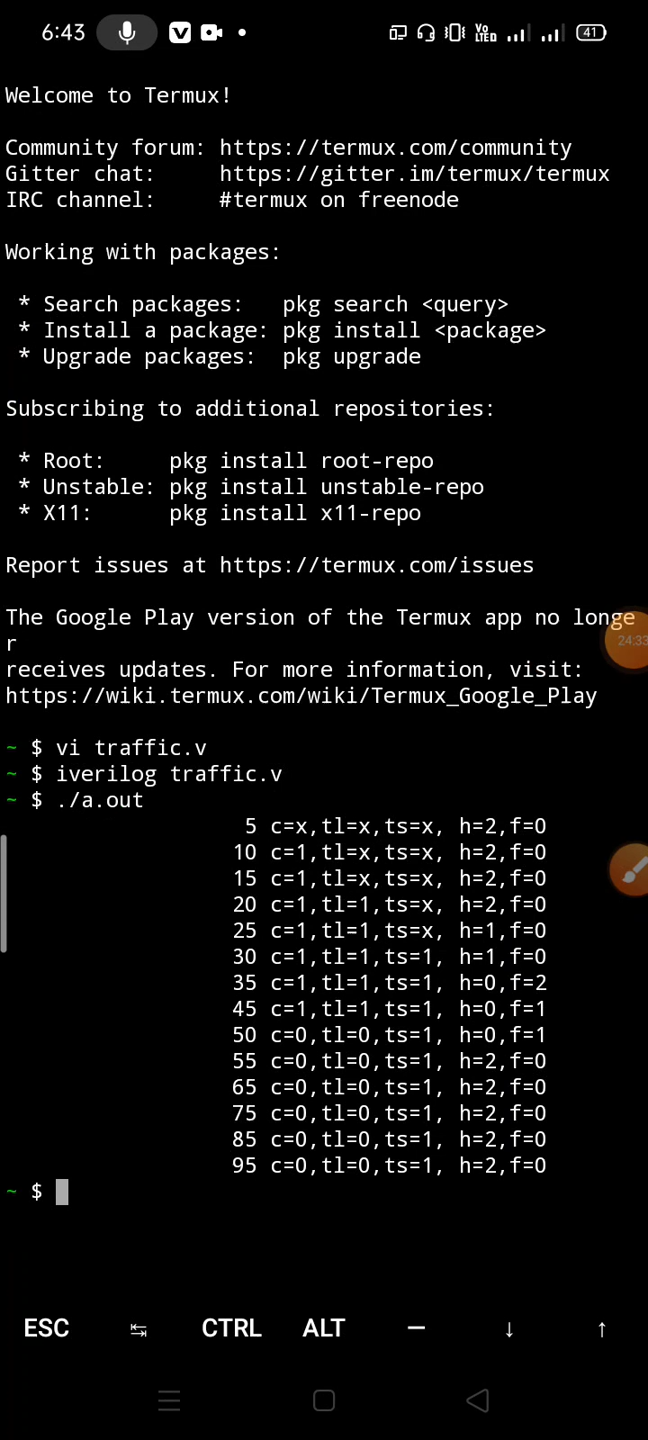 6:43
Vo
LTED
41
Welcome to Termux!
Community forum: https://termux.com/community
Gitter chat: https://gitter.im/termux/termux
IRC channel: #termux on freenode
Working with packages:
* Search packages: pkg search <query>
* Install a package: pkg install <package>
* Upgrade packages: pkg upgrade
Subscribing to additional repositories:
* Root: pkg install root-repo
* Unstable: pkg install unstable-repo
* X11: pkg install x11-repo
Report issues at https://termux.com/issues
The Google Play version of the Termux app no longe
r
24:33
receives updates. For more information, visit:
https://wiki.termux.com/wiki/Termux_Google_Play
~ $ vi traffic.v
~ $ iverilog traffic.v
~ $ ./a.out
5 c=x,tl=x,ts=x, h=2,f=0
10 c=1,tl=x,ts=x, h=2,f=0
15 c=1,tl=x,ts=x, h=2,f=0
20 c=1,tl=1,ts=x, h=2,f=0
25 c=1,tl=1,ts=x, h=1,f=0
30 c=1,tl=1,ts=1, h=1,f=0
35 c=1,tl=1,ts=1, h=0,f=2
45 c=1,tl=1,ts=1, h=0,f=1
50 c=0,tl=0,ts=1, h=0,f=1
55 c=0,tl=0,ts=1, h=2,f=0
65 c=0,tl=0,ts=1, h=2,f=0
75 c=0,tl=0,ts=1, h=2,f=0
85 c=0,tl=0,ts=1, h=2,f=0
95 c=0,tl=0,ts=1, h=2,f=0
~ $
ESC CTRL ALT — ↓ ↑